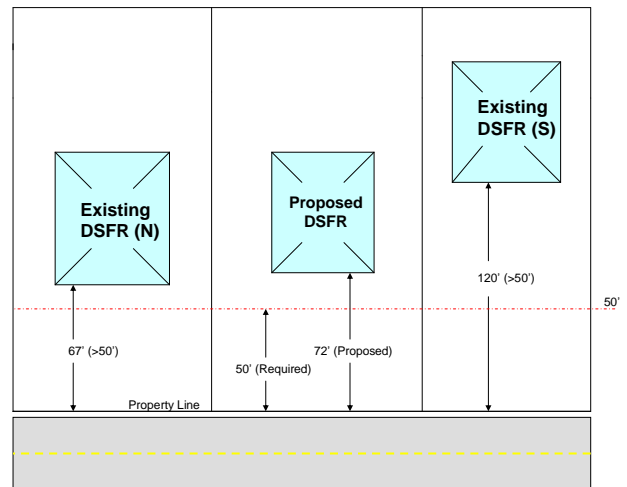 Existing
DSFR (S)
Existing
DSFR (N)
Proposed
DSFR
120' (>50')
50'
67' (>50')
72' (Proposed)
50' (Required)
Property Line